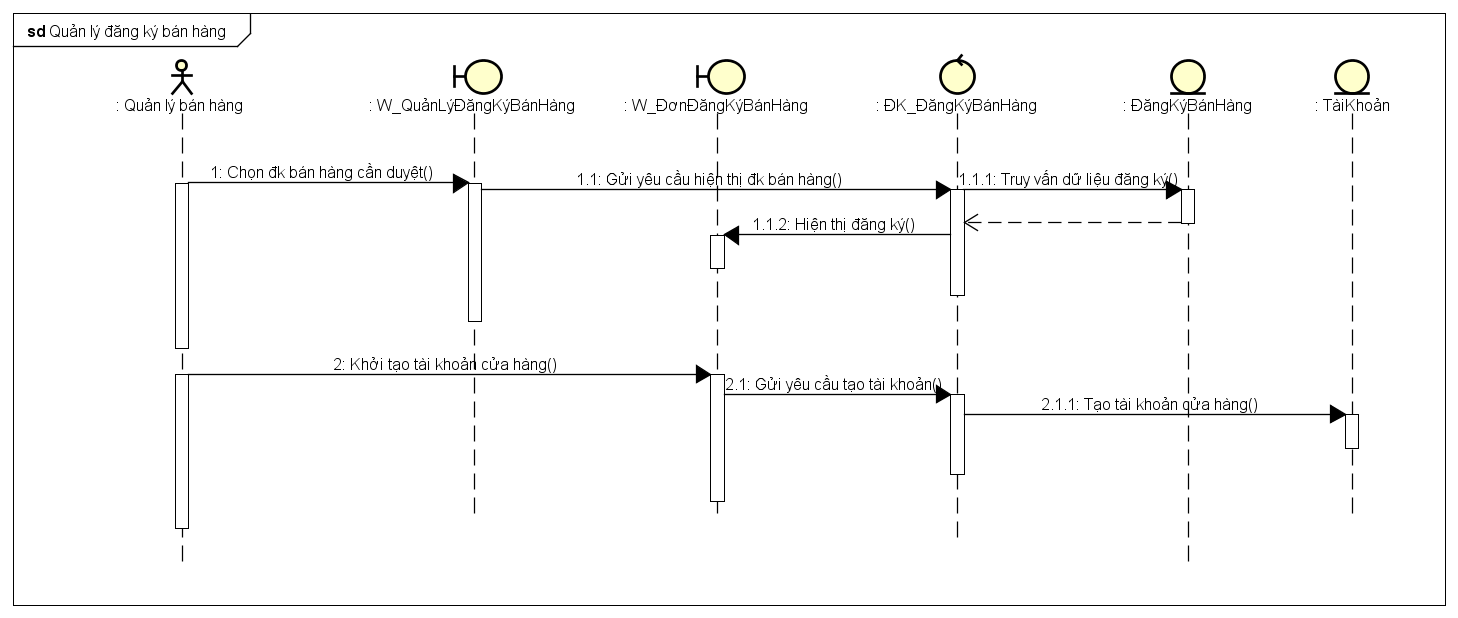 sd Quản lý đăng ký bán hàng
: Quản lý bán hàng
: W_QuảnLýĐăngKýBánHàng
: W_ĐơnĐăngKýBánHàng
: ĐK_ĐăngKýBánHàng
: ĐăngKýBánHàng
: TàiKhoản
1: Chọn đk bán hàng cần duyệt()
1.1: Gửi yêu cầu hiện thị đk bán hàng()
1.1.1: Truy vấn dữ liệu đăng ký()
1.1.2: Hiện thị đăng ký()
2: Khởi tạo tài khoản cửa hàng()
2.1: Gửi yêu cầu tạo tài khoản()
2.1.1: Tạo tài khoản cửa hàng()